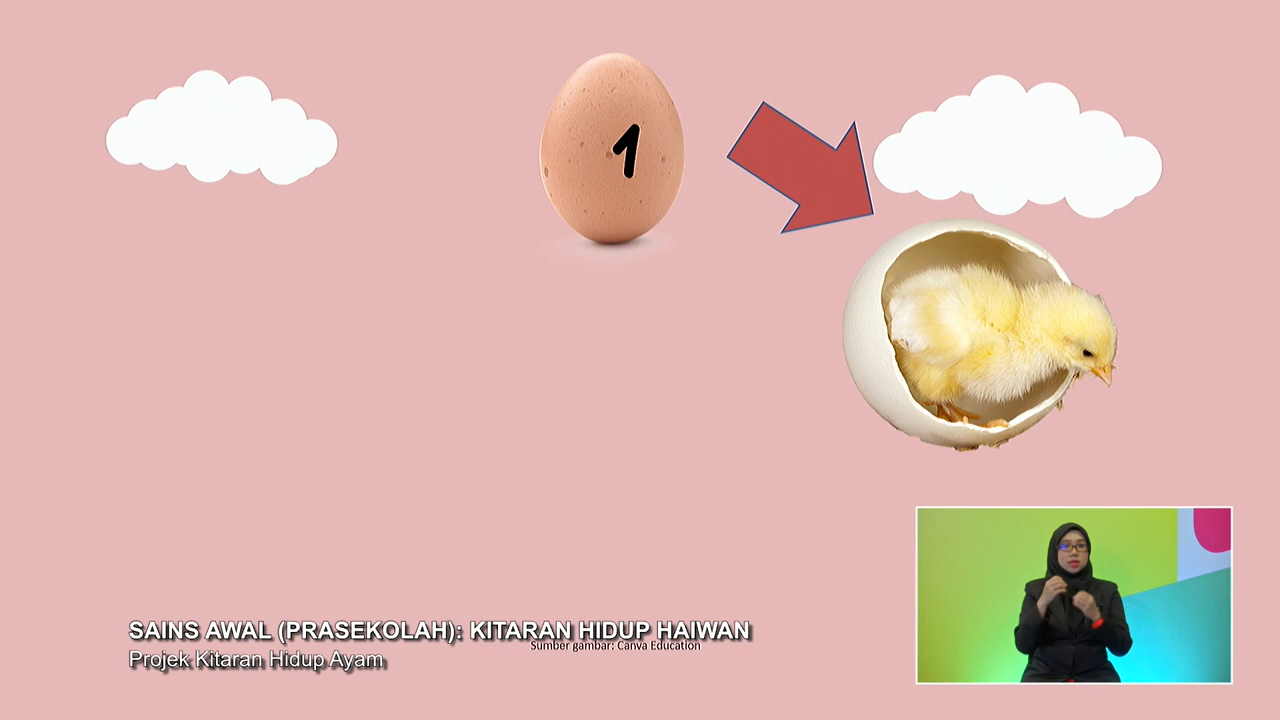 1
SAINS AWAL (PRASEKOLAH): KITARAN HIDUP HAIWAN
Sumber gambar: Canva Education
Projek Kitaran Hidup Ayam